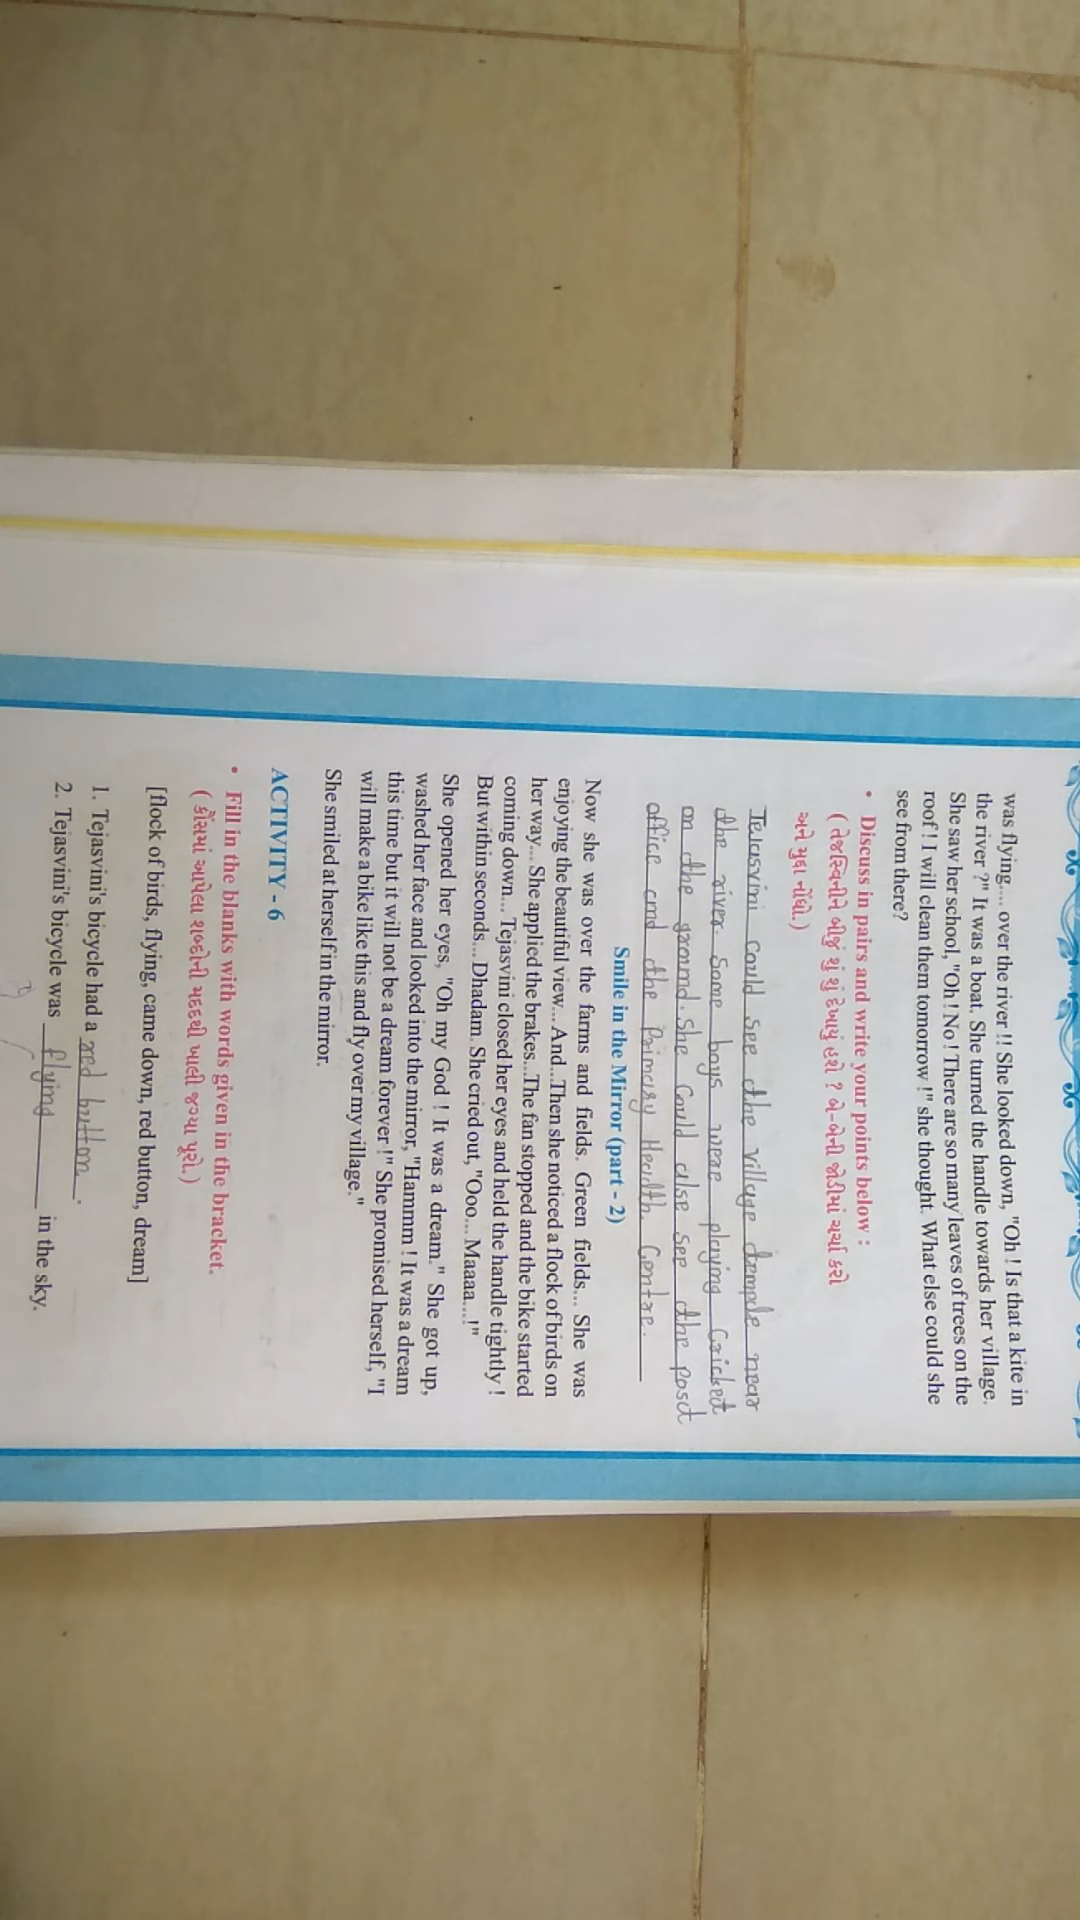 was flying.... over the river !! She looked down, "Oh ! Is that a kite in
the river ?" It was a boat. She turned the handle towards her village.
She saw her school, "Oh ! No ! There are so many leaves of trees on the
roof ! I will clean them tomorrow !" she thought. What else could she
see from there?
• Discuss in pairs and write your points below :
( તેજસ્વિનીને બીજું શું શું દેખાયું હશે ? બે-બેની જોડીમાં ચર્ચા કરો
અને મુદ્દા નોંધો.)
Tejasvini could see the village temple near
the river. Some boys were playing Cricket
on the ground. She Could also see the post
office and the Primary Health Centre.
Smile in the Mirror (part - 2)
Now she was over the farms and fields. Green fields... She was
enjoying the beautiful view... And...Then she noticed a flock of birds on
her way... She applied the brakes...The fan stopped and the bike started
coming down... Tejasvini closed her eyes and held the handle tightly !
But within seconds... Dhadam. She cried out, "Ooo... Maaaa....!"
She opened her eyes, "Oh my God ! It was a dream." She got up,
washed her face and looked into the mirror, "Hammm ! It was a dream
this time but it will not be a dream forever !" She promised herself, "I
will make a bike like this and fly over my village."
She smiled at herself in the mirror.
ACTIVITY - 6
• Fill in the blanks with words given in the bracket.
( કૌંસમાં આપેલા શબ્દોની મદદથી ખાલી જગ્યા પૂરો.)
[flock of birds, flying, came down, red button, dream]
1. Tejasvini's bicycle had a red button.
2. Tejasvini's bicycle was flying in the sky.